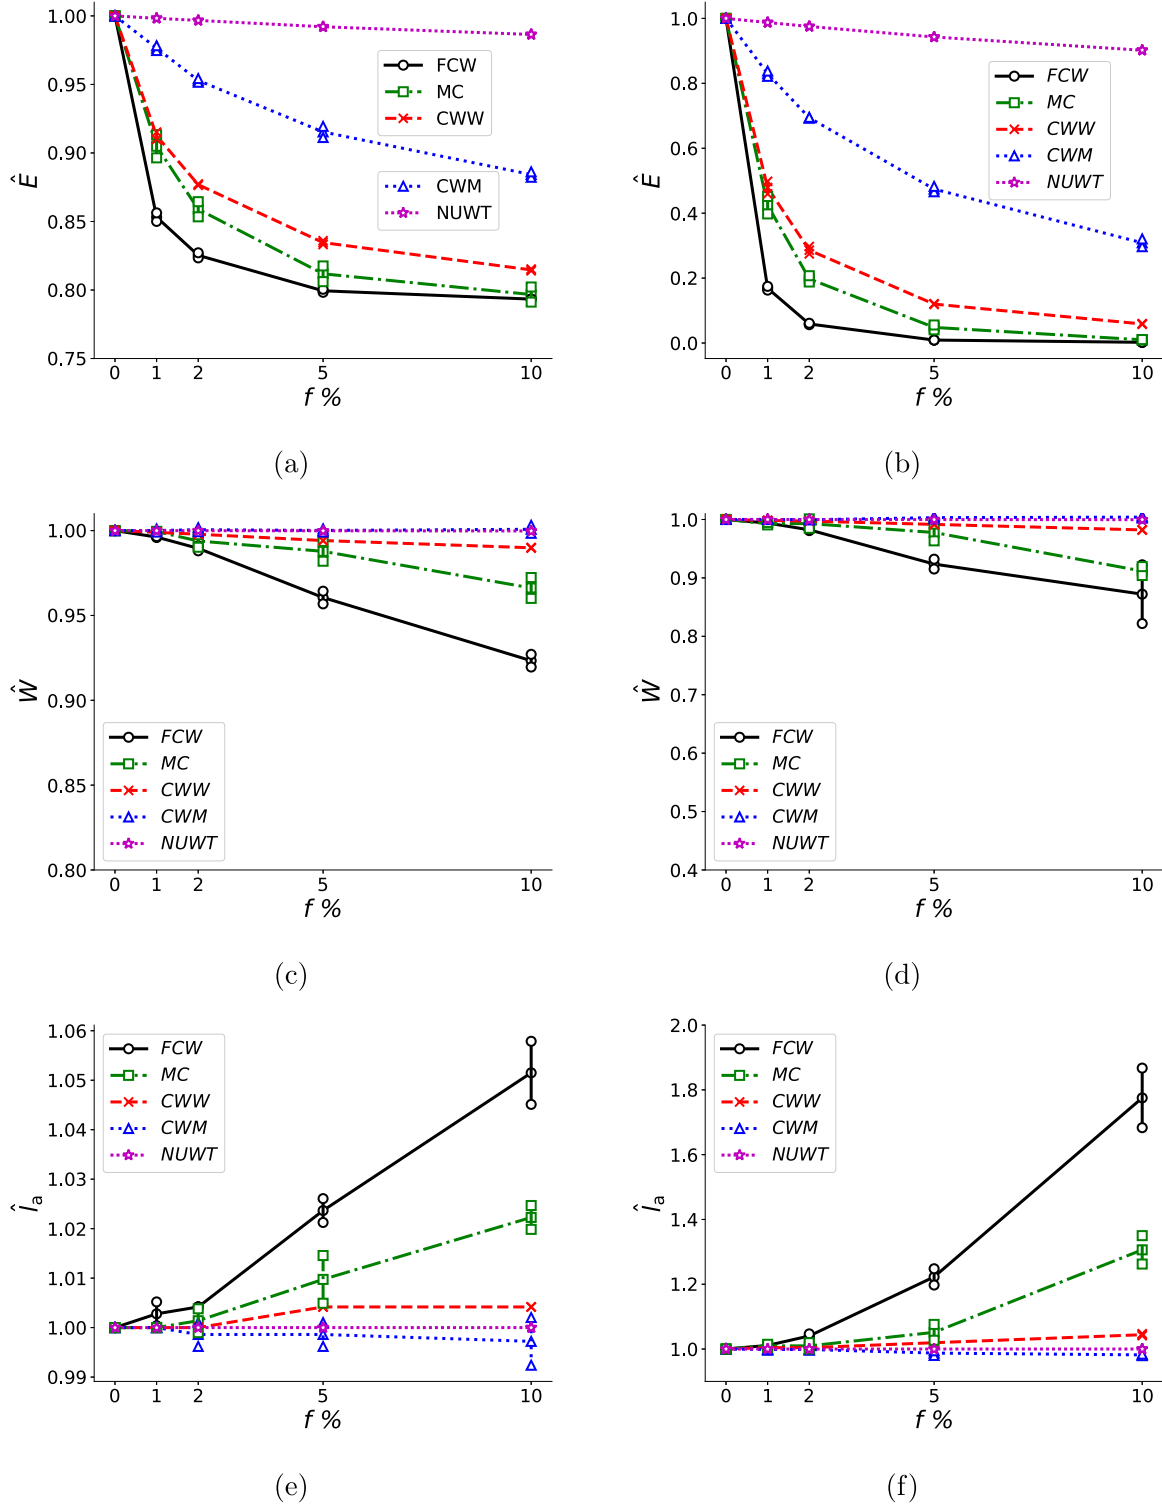 1.00
0.95
0.90
0.85
0.80
0.75
Ê
0
1
2
5
10
f %
FCW
MC
CWW
CWM
NUWT
(a)
1.0
0.8
0.6
0.4
0.2
0.0
Ê
0
1
2
5
10
f %
FCW
MC
CWW
CWM
NUWT
(b)
1.00
0.95
0.90
0.85
0.80
Ŵ
0
1
2
5
10
f %
FCW
MC
CWW
CWM
NUWT
(c)
1.0
0.9
0.8
0.7
0.6
0.5
0.4
Ŵ
0
1
2
5
10
f %
FCW
MC
CWW
CWM
NUWT
(d)
1.06
1.05
1.04
1.03
1.02
1.01
1.00
0.99
Îa
0
1
2
5
10
f %
FCW
MC
CWW
CWM
NUWT
(e)
2.0
1.8
1.6
1.4
1.2
1.0
Îa
0
1
2
5
10
f %
FCW
MC
CWW
CWM
NUWT
(f)